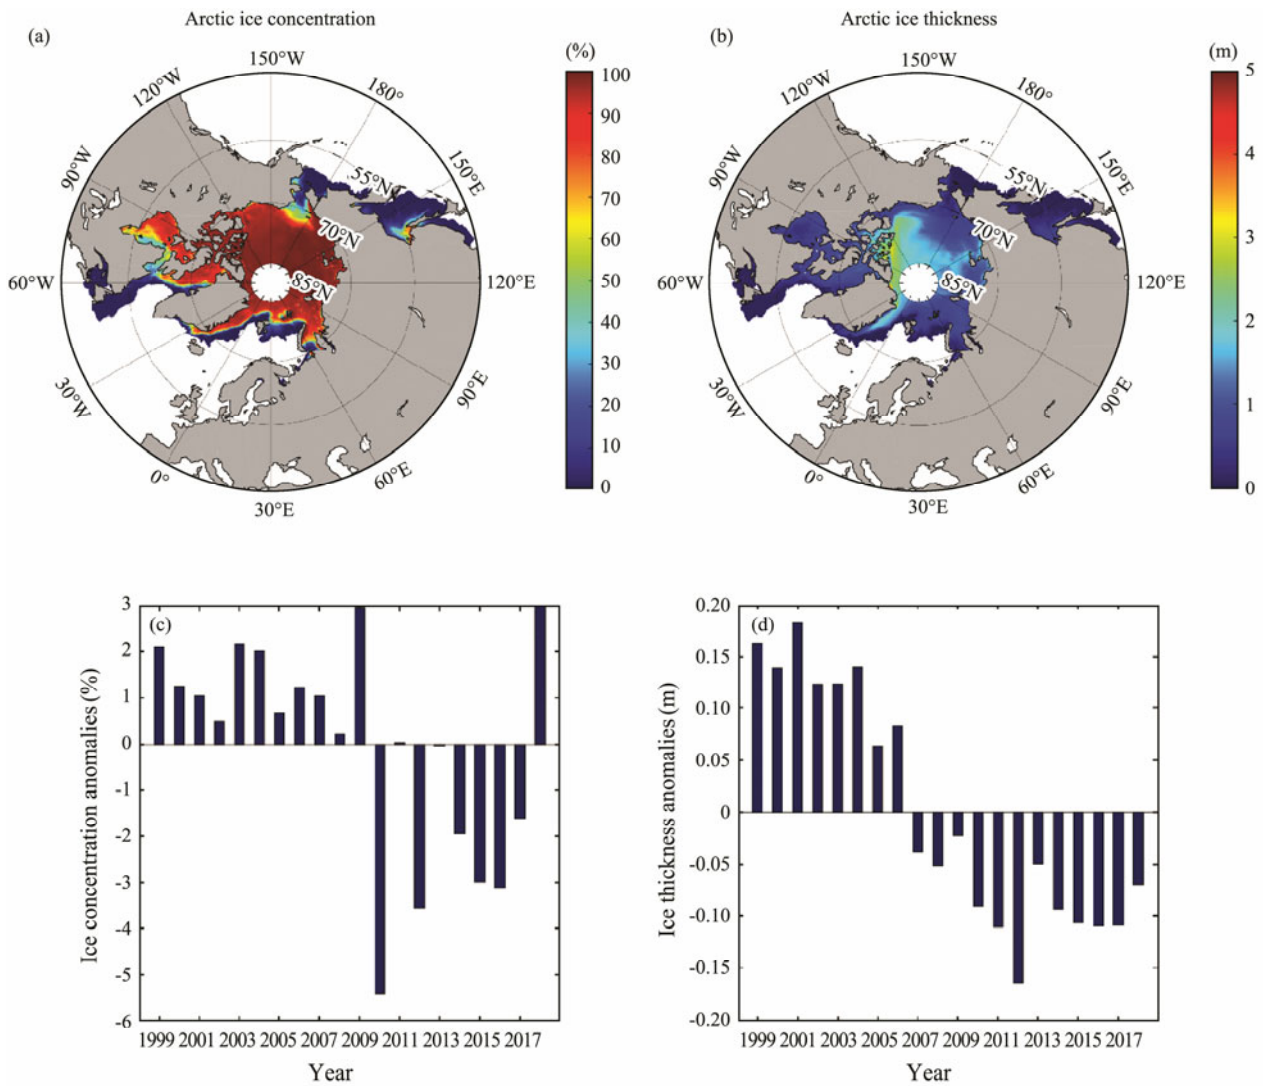 Arctic ice concentration
(a)
(%)
150°W
120°W
180°
90°W
150°E
55°N
70°N
85°N
60°W
120°E
30°W
90°E
0°
60°E
30°E
100
90
80
70
60
50
40
30
20
10
0
Arctic ice thickness
(b)
(m)
150°W
120°W
180°
90°W
150°E
55°N
70°N
85°N
60°W
120°E
30°W
90°E
0°
60°E
30°E
5
4
3
2
1
0
(c)
Ice concentration anomalies (%)
3
2
1
0
-1
-2
-3
-4
-5
-6
1999 2001 2003 2005 2007 2009 2011 2013 2015 2017
Year
(d)
Ice thickness anomalies (m)
0.20
0.15
0.10
0.05
0
-0.05
-0.10
-0.15
-0.20
1999 2001 2003 2005 2007 2009 2011 2013 2015 2017
Year